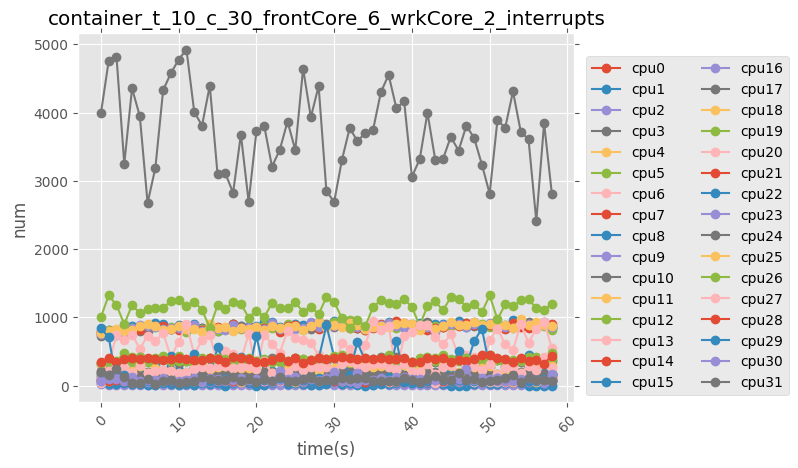 container_t_10_c_30_frontCore_6_wrkCore_2_interrupts
5000
4000
3000
2000
1000
0
num
0
10
20
30
40
50
60
time(s)
cpu0
cpu1
cpu2
cpu3
cpu4
cpu5
cpu6
cpu7
cpu8
cpu9
cpu10
cpu11
cpu12
cpu13
cpu14
cpu15
cpu16
cpu17
cpu18
cpu19
cpu20
cpu21
cpu22
cpu23
cpu24
cpu25
cpu26
cpu27
cpu28
cpu29
cpu30
cpu31